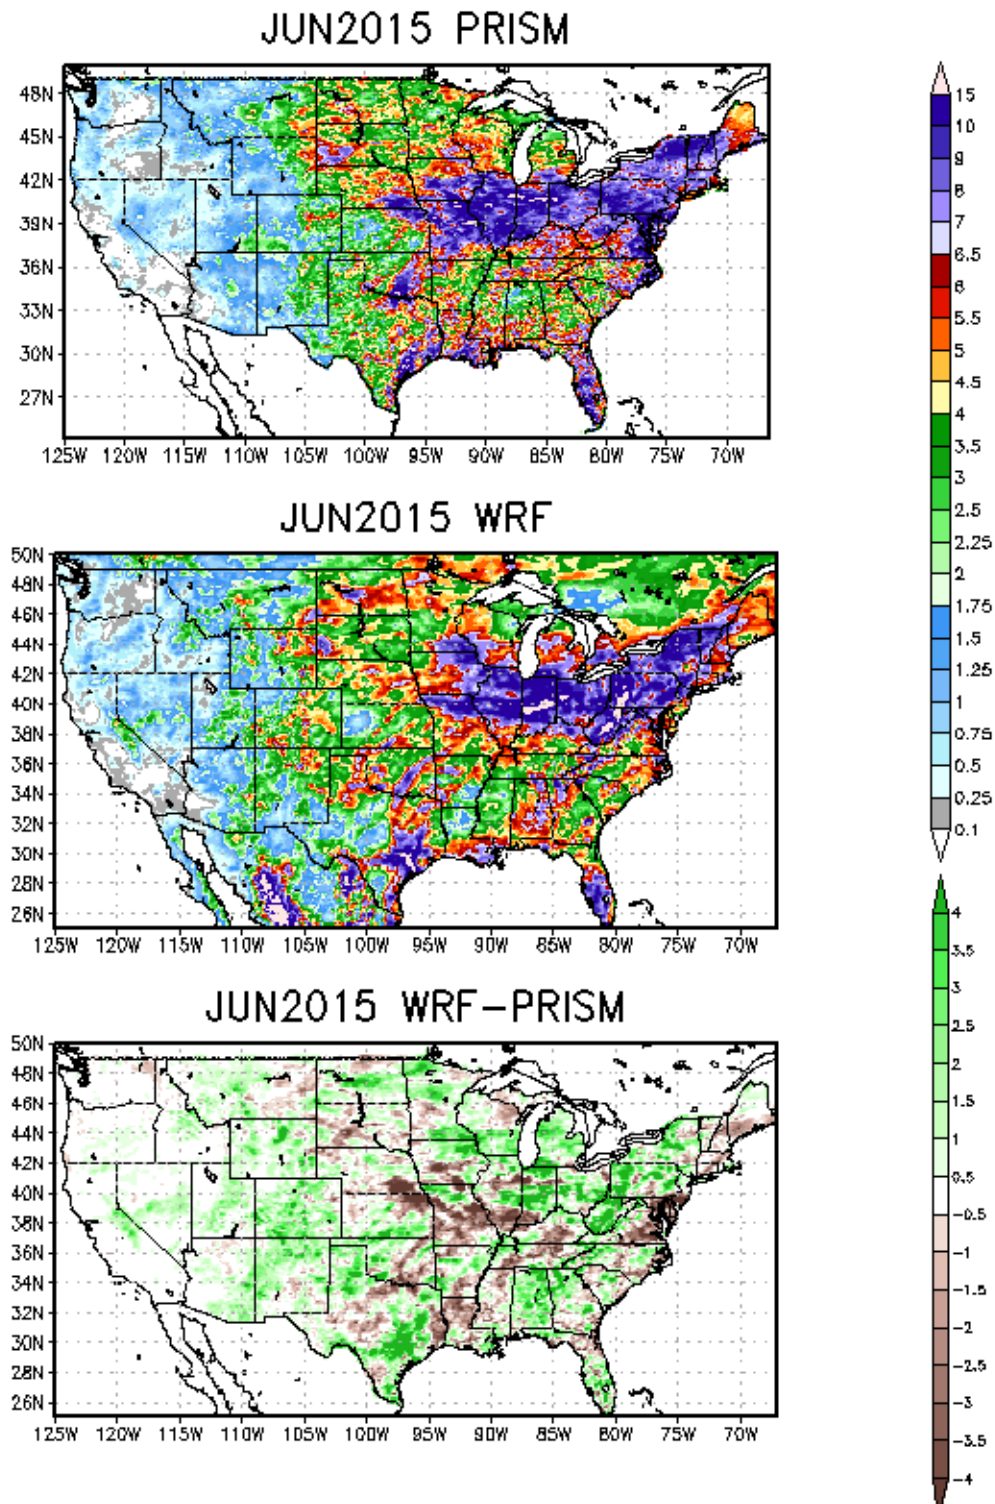 JUN2015 PRISM
48N
45N
42N
39N
36N
33N
30N
27N
125W 120W 115W 110W 105W 100W 95W 90W 85W 80W 75W 70W
JUN2015 WRF
50N
48N
46N
44N
42N
40N
38N
36N
34N
32N
30N
28N
26N
125W 120W 115W 110W 105W 100W 95W 90W 85W 80W 75W 70W
JUN2015 WRF-PRISM
50N
48N
46N
44N
42N
40N
38N
36N
34N
32N
30N
28N
26N
125W 120W 115W 110W 105W 100W 95W 90W 85W 80W 75W 70W
15
10
9
8
7
6.5
6
5.5
5
4.5
4
3.5
3
2.5
2.25
2
1.75
1.5
1.25
1
0.75
0.5
0.25
0.1
4
3.5
3
2.5
2
1.5
1
0.5
-0.5
-1
-1.5
-2
-2.5
-3
-3.5
-4